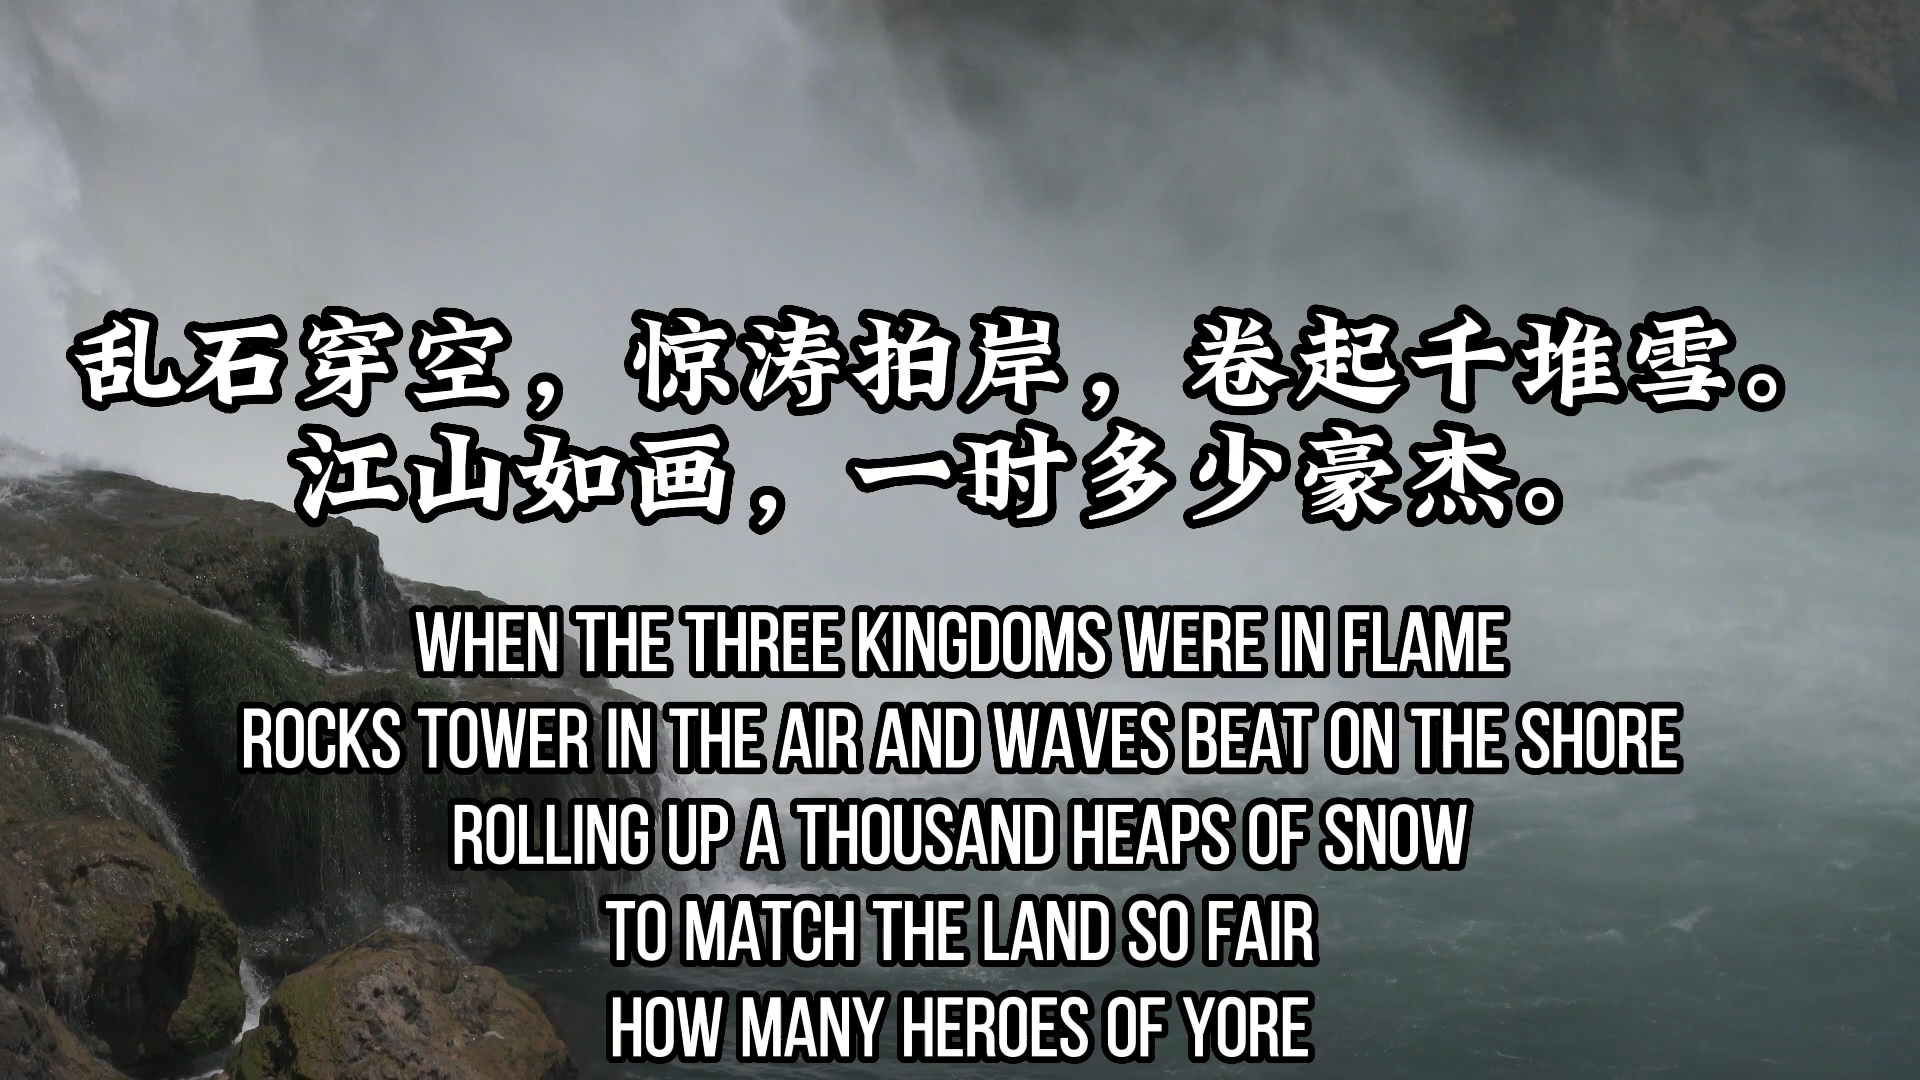 乱石穿空，惊涛拍岸，卷起千堆雪。
江山如画，一时多少豪杰。
WHEN THE THREE KINGDOMS WERE IN FLAME
ROCKS TOWER IN THE AIR AND WAVES BEAT ON THE SHORE
ROLLING UP A THOUSAND HEAPS OF SNOW
TO MATCH THE LAND SO FAIR
HOW MANY HEROES OF YORE